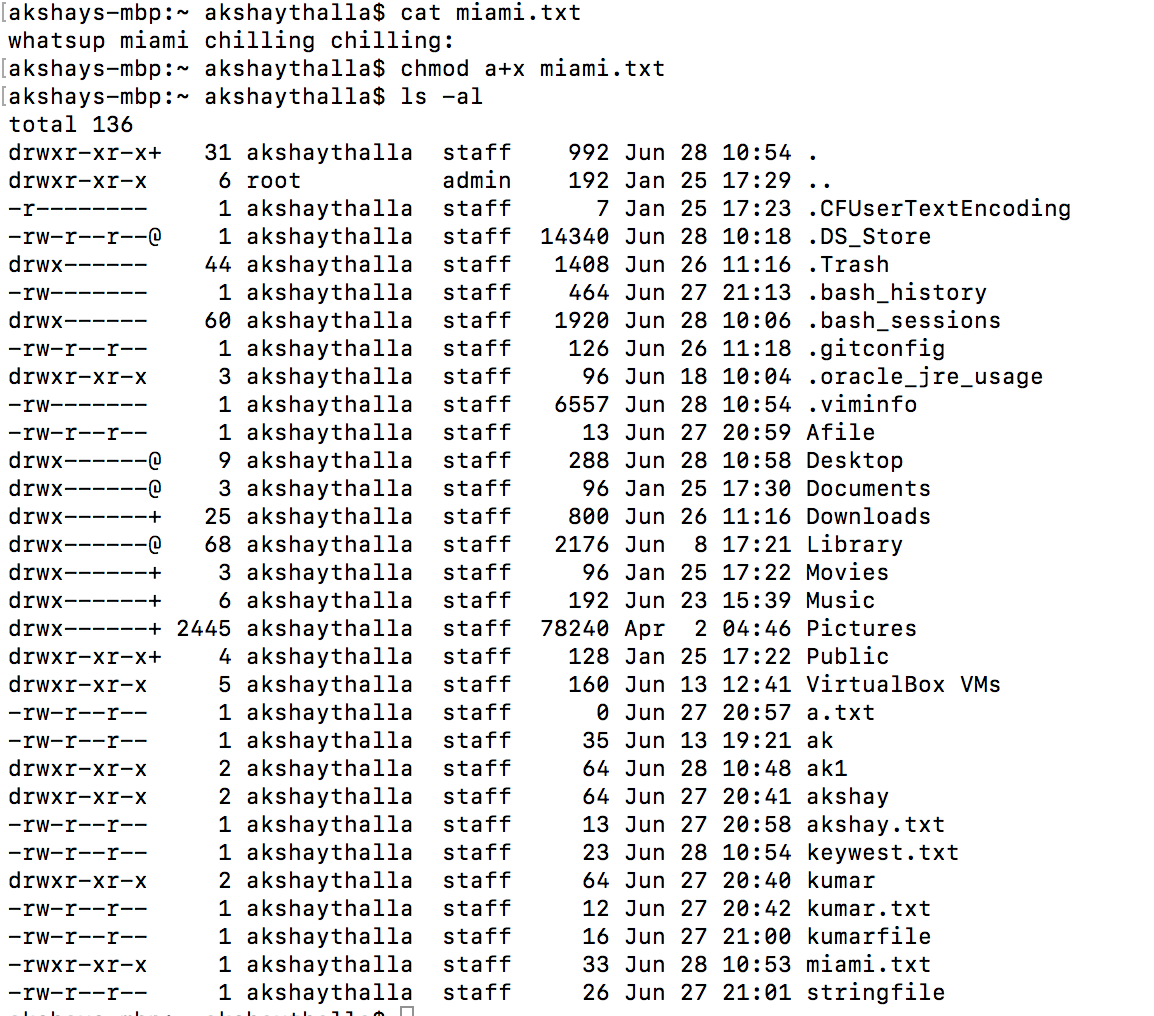 [akshays-mbp:~ akshaythalla$ cat miami.txt
whatsup miami chilling chilling:
[akshays-mbp:~ akshaythalla$ chmod a+x miami.txt
[akshays-mbp:~ akshaythalla$ ls -al
total 136
drwxr-xr-x+   31 akshaythalla  staff    992 Jun 28 10:54 .
drwxr-xr-x     6 root          admin    192 Jan 25 17:29 ..
-r--------     1 akshaythalla  staff      7 Jan 25 17:23 .CFUserTextEncoding
-rw-r--r--@    1 akshaythalla  staff  14340 Jun 28 10:18 .DS_Store
drwx------    44 akshaythalla  staff   1408 Jun 26 11:16 .Trash
-rw-------     1 akshaythalla  staff    464 Jun 27 21:13 .bash_history
drwx------    60 akshaythalla  staff   1920 Jun 28 10:06 .bash_sessions
-rw-r--r--     1 akshaythalla  staff    126 Jun 26 11:18 .gitconfig
drwxr-xr-x     3 akshaythalla  staff     96 Jun 18 10:04 .oracle_jre_usage
-rw-------     1 akshaythalla  staff   6557 Jun 28 10:54 .viminfo
-rw-r--r--     1 akshaythalla  staff     13 Jun 27 20:59 Afile
drwx------@    9 akshaythalla  staff    288 Jun 28 10:58 Desktop
drwx------@    3 akshaythalla  staff     96 Jan 25 17:30 Documents
drwx------+   25 akshaythalla  staff    800 Jun 26 11:16 Downloads
drwx------@   68 akshaythalla  staff   2176 Jun  8 17:21 Library
drwx------+    3 akshaythalla  staff     96 Jan 25 17:22 Movies
drwx------+    6 akshaythalla  staff    192 Jun 23 15:39 Music
drwx------+ 2445 akshaythalla  staff  78240 Apr  2 04:46 Pictures
drwxr-xr-x+    4 akshaythalla  staff    128 Jan 25 17:22 Public
drwxr-xr-x     5 akshaythalla  staff    160 Jun 13 12:41 VirtualBox VMs
-rw-r--r--     1 akshaythalla  staff      0 Jun 27 20:57 a.txt
-rw-r--r--     1 akshaythalla  staff     35 Jun 13 19:21 ak
drwxr-xr-x     2 akshaythalla  staff     64 Jun 28 10:48 ak1
drwxr-xr-x     2 akshaythalla  staff     64 Jun 27 20:41 akshay
-rw-r--r--     1 akshaythalla  staff     13 Jun 27 20:58 akshay.txt
-rw-r--r--     1 akshaythalla  staff     23 Jun 28 10:54 keywest.txt
drwxr-xr-x     2 akshaythalla  staff     64 Jun 27 20:40 kumar
-rw-r--r--     1 akshaythalla  staff     12 Jun 27 20:42 kumar.txt
-rw-r--r--     1 akshaythalla  staff     16 Jun 27 21:00 kumarfile
-rwxr-xr-x     1 akshaythalla  staff     33 Jun 28 10:53 miami.txt
-rw-r--r--     1 akshaythalla  staff     26 Jun 27 21:01 stringfile
akshays-mbp:~ akshaythalla$